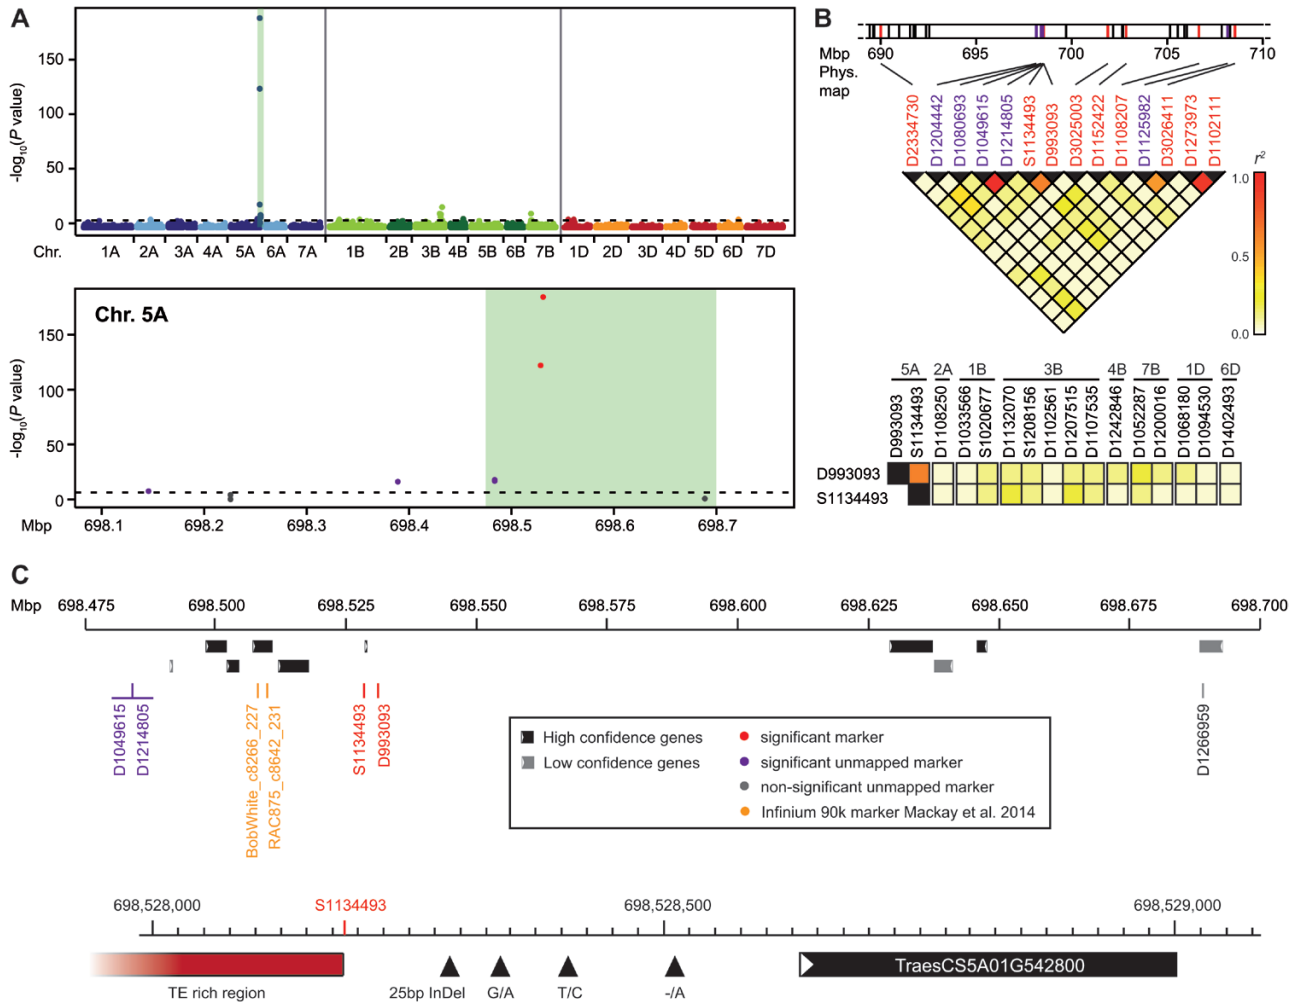 A
-log10(P value)
150
100
50
0
Chr.
1A 2A 3A 4A 5A 6A 7A 1B 2B 3B 4B 5B 6B 7B 1D 2D 3D 4D 5D 6D 7D
Chr. 5A
-log10(P value)
150
100
50
0
Mbp 698.1 698.2 698.3 698.4 698.5 698.6 698.7
B
Mbp 690 695 700 705 710
Phys.
map
D2334730
D1204442
D1080693
D1049615
D1214805
S1134493
D993093
D3025003
D1152422
D1108207
D1125982
D3026411
D1273973
D1102111
r²
1.0
0.5
0.0
5A 2A 1B 3B 4B 7B 1D 6D
D993093
S1134493
D1108250
D1033566
S1020677
D1132070
S1208156
D1102561
D1207515
D1107535
D1242846
D1052287
D1200016
D1068180
D1094530
D1402493
D993093
S1134493
C
Mbp 698.475 698.500 698.525 698.550 698.575 698.600 698.625 698.650 698.675 698.700
D1049615
D1214805
BobWhite_c8266_227
RAC875_c8642_231
S1134493
D993093
D1266959
High confidence genes
Low confidence genes
significant marker
significant unmapped marker
non-significant unmapped marker
Infinium 90k marker Mackay et al. 2014
698,528,000 S1134493 698,528,500 698,529,000
TraesCS5A01G542800
TE rich region 25bp InDel G/A T/C -/A